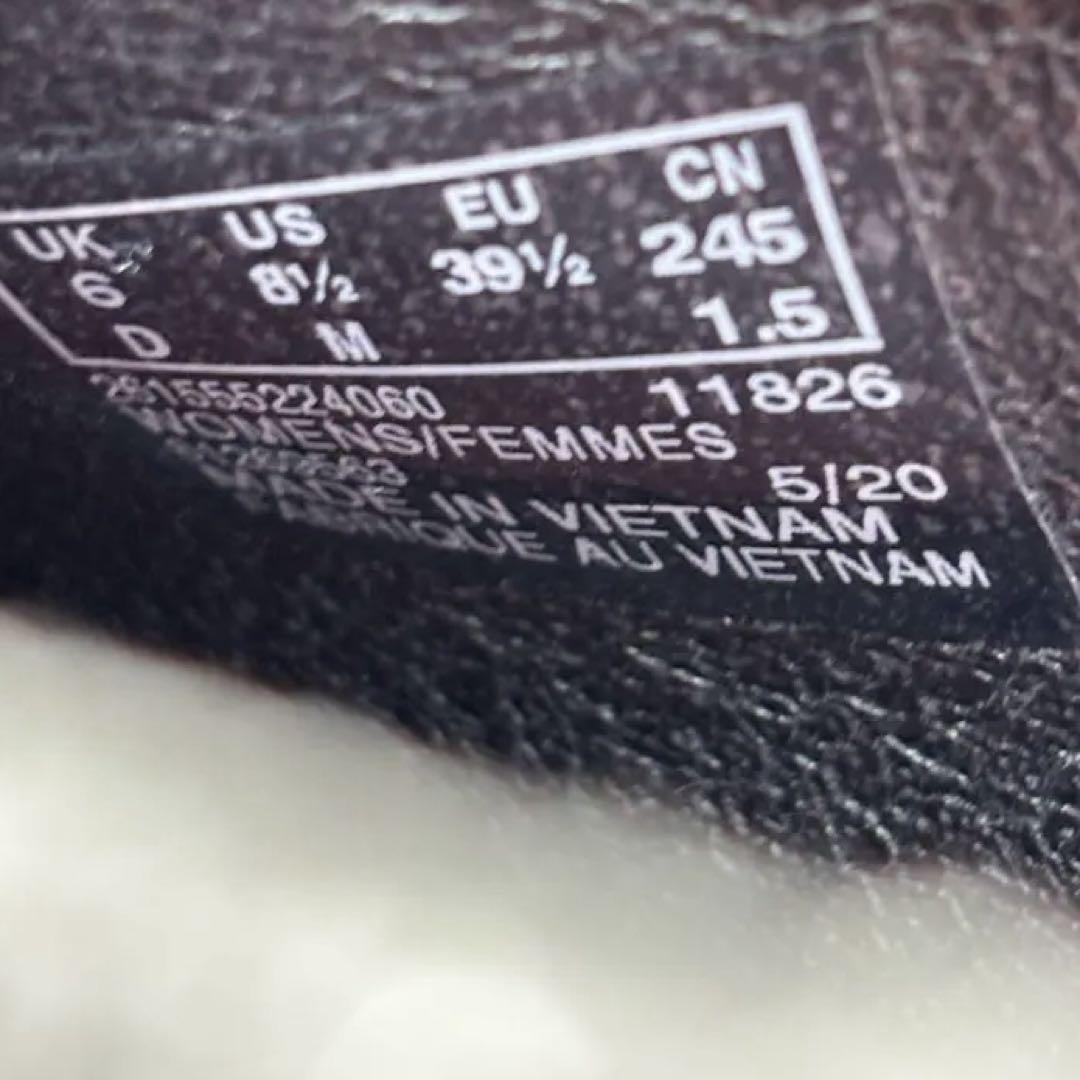 UK US EU CN
6 8½ 39½ 245
D M 1.5
261555224060 11826
WOMENS/FEMMES
5/20
MADE IN VIETNAM
FABRIQUE AU VIETNAM